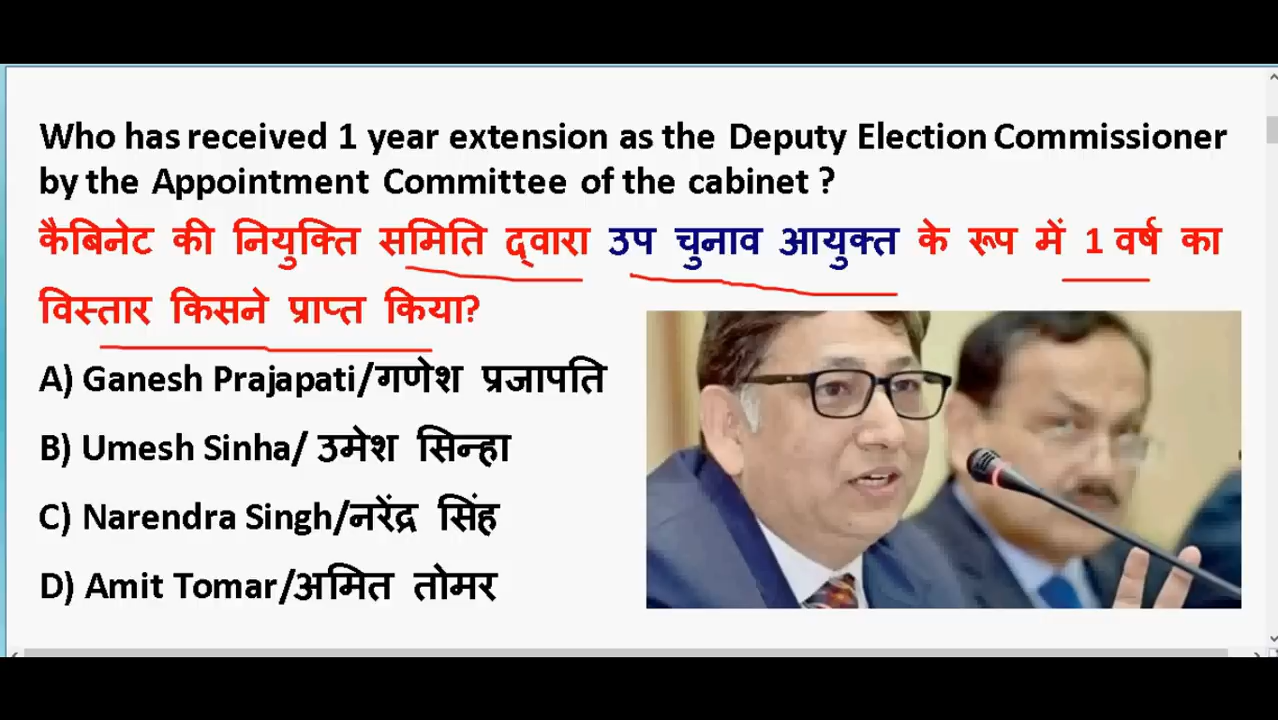 Who has received 1 year extension as the Deputy Election Commissioner
by the Appointment Committee of the cabinet ?
कैबिनेट की नियुक्ति समिति द्वारा उप चुनाव आयुक्त के रूप में 1 वर्ष का
विस्तार किसने प्राप्त किया?
A) Ganesh Prajapati/गणेश प्रजापति
B) Umesh Sinha/ उमेश सिन्हा
C) Narendra Singh/नरेंद्र सिंह
D) Amit Tomar/अमित तोमर